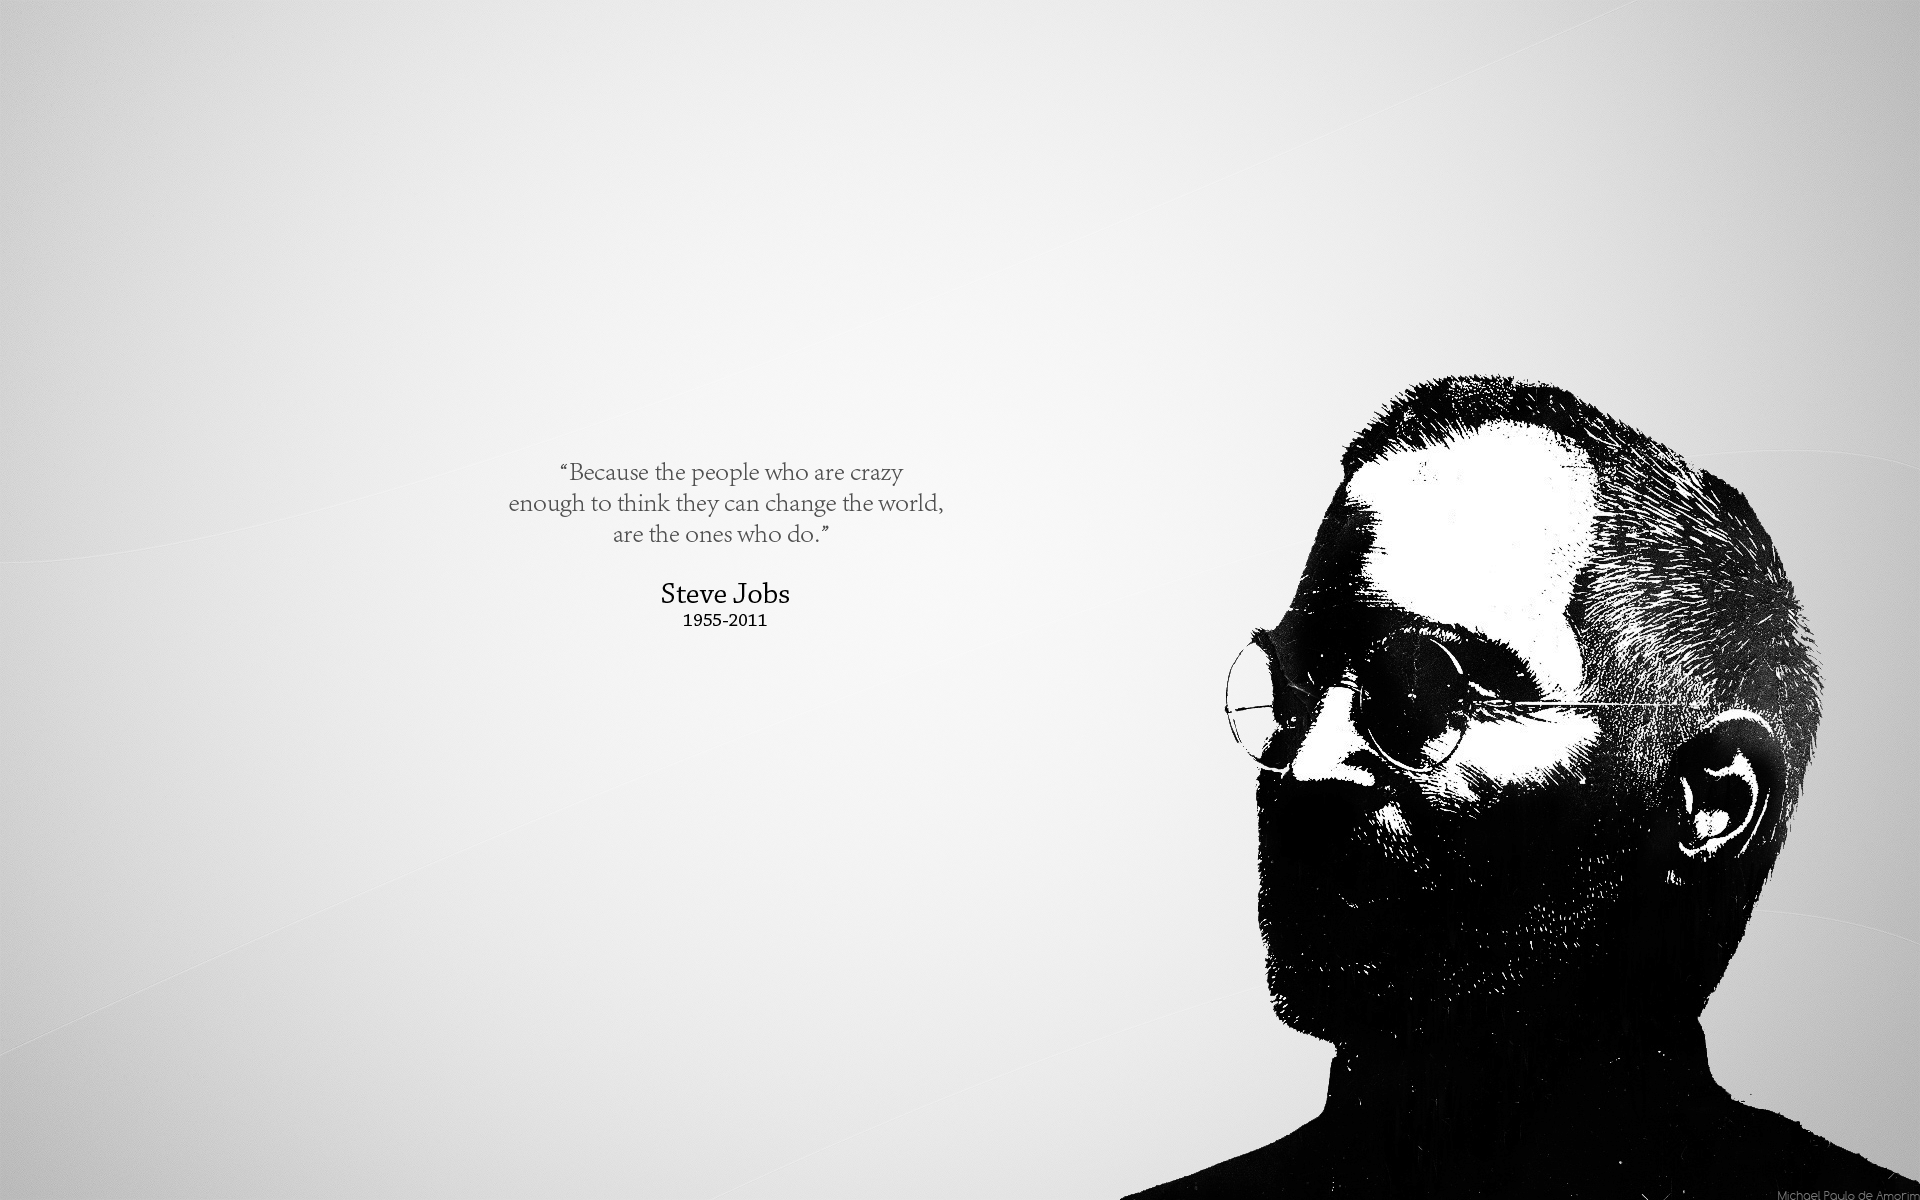 “Because the people who are crazy
enough to think they can change the world,
are the ones who do.”
Steve Jobs
1955-2011
Michael Paulo de Amorim